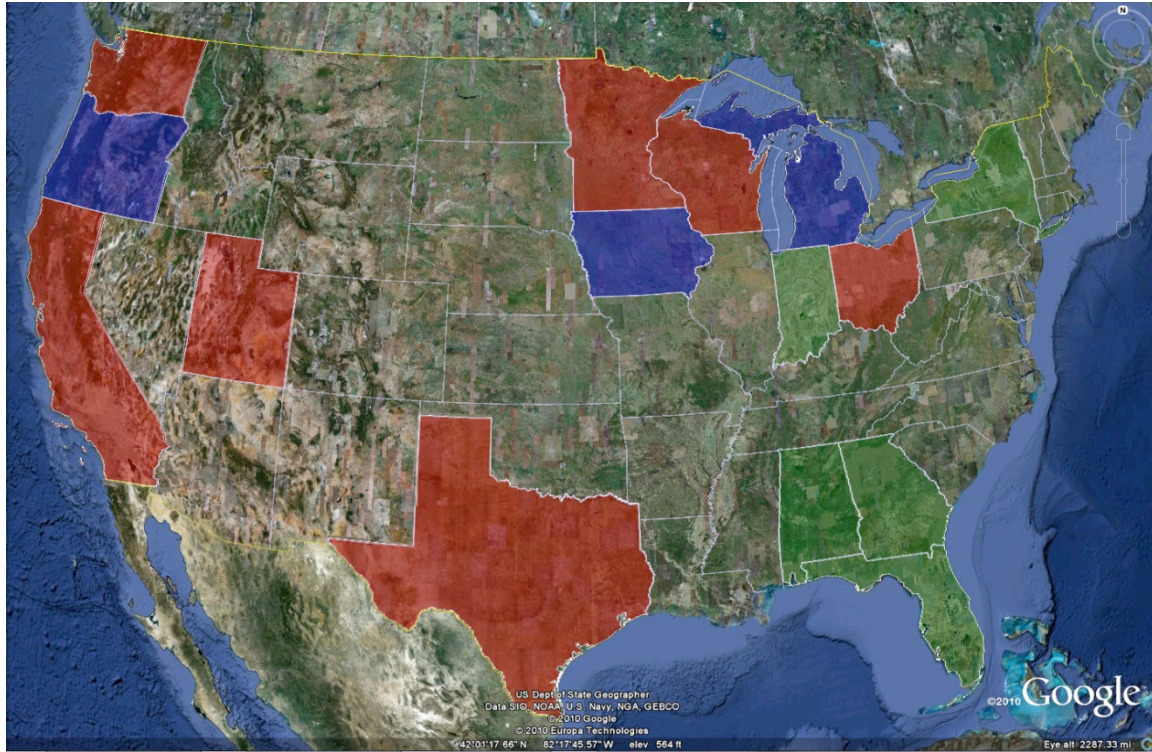 N
US Dept of State Geographer
Data SIO, NOAA, U.S. Navy, NGA, GEBCO
© 2010 Google
© 2010 Europa Technologies
©2010 Google
42°01'17.66" N 82°17'45.57" W elev 564 ft
Eye alt 2287.33 mi